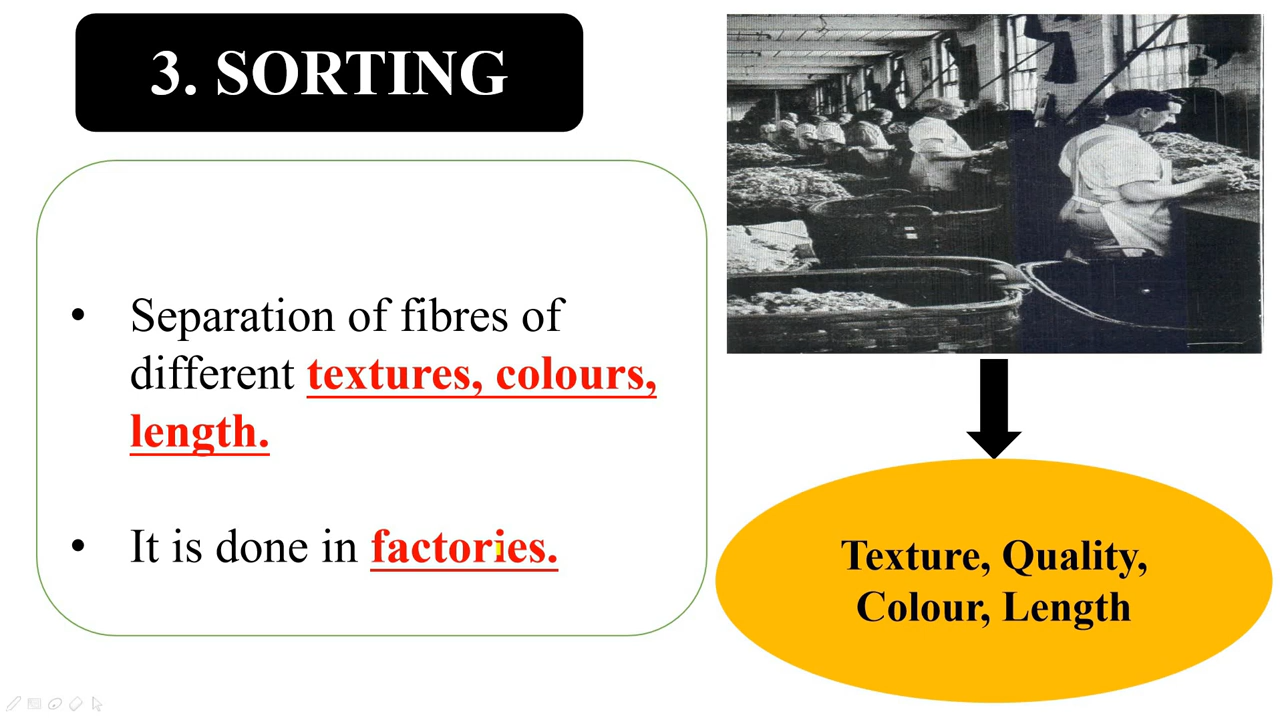 3. SORTING
• Separation of fibres of
different textures, colours,
length.
• It is done in factories.
Texture, Quality,
Colour, Length